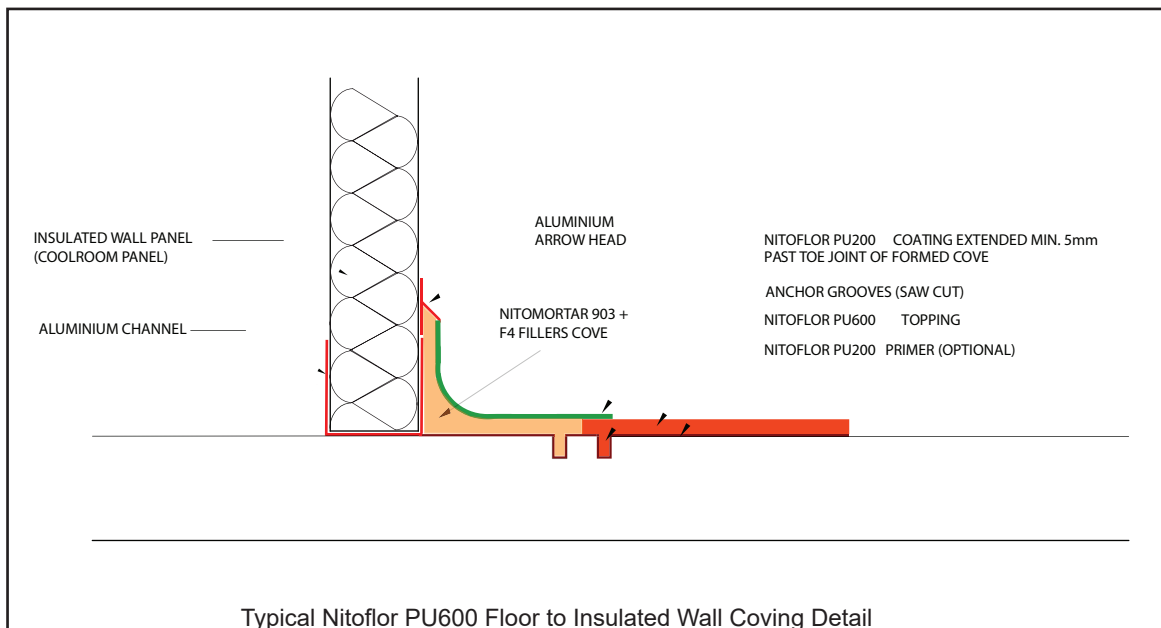 INSULATED WALL PANEL
(COOLROOM PANEL)
ALUMINIUM CHANNEL
ALUMINIUM
ARROW HEAD
NITOMORTAR 903 +
F4 FILLERS COVE
NITOFLOR PU200 COATING EXTENDED MIN. 5mm
PAST TOE JOINT OF FORMED COVE
ANCHOR GROOVES (SAW CUT)
NITOFLOR PU600 TOPPING
NITOFLOR PU200 PRIMER (OPTIONAL)
Typical Nitoflor PU600 Floor to Insulated Wall Coving Detail